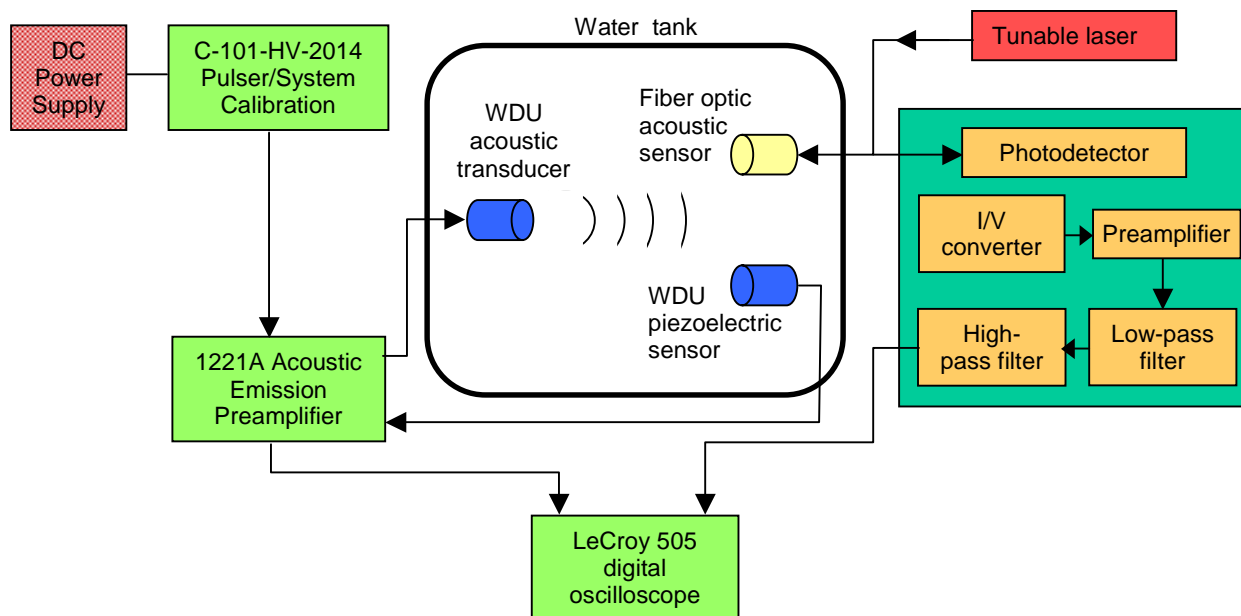 DC
Power
Supply
C-101-HV-2014
Pulser/System
Calibration
Water tank
Tunable laser
WDU
acoustic
transducer
Fiber optic
acoustic
sensor
Photodetector
I/V
converter
Preamplifier
WDU
piezoelectric
sensor
High-
pass filter
Low-pass
filter
1221A Acoustic
Emission
Preamplifier
LeCroy 505
digital
oscilloscope